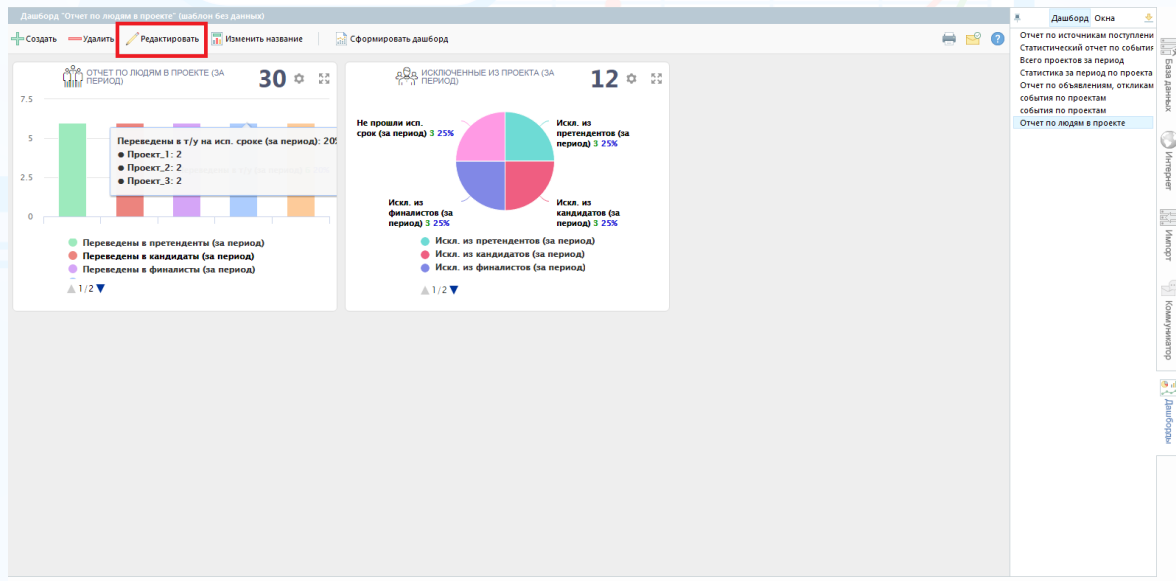 Дашборд "Отчет по людям в проекте" (шаблон без данных)
Создать Удалить Редактировать Изменить название Сформировать дашборд
ОТЧЕТ ПО ЛЮДЯМ В ПРОЕКТЕ (ЗА
ПЕРИОД)
30
7.5
5
2.5
0
Переведены в т/у на исп. сроке (за период): 20%
● Проект_1: 2
● Проект_2: 2
● Проект_3: 2
Переведены в претенденты (за период)
Переведены в кандидаты (за период)
Переведены в финалисты (за период)
1/2
ИСКЛЮЧЕННЫЕ ИЗ ПРОЕКТА (ЗА
ПЕРИОД)
12
Не прошли исп.
срок (за период) 3 25%
Искл. из
претендентов (за
период) 3 25%
Искл. из
финалистов (за
период) 3 25%
Искл. из
кандидатов (за
период) 3 25%
Искл. из претендентов (за период)
Искл. из кандидатов (за период)
Искл. из финалистов (за период)
1/2
Дашборд Окна
Отчет по источникам поступлени
Статистический отчет по события
Всего проектов за период
Статистика за период по проекта
Отчет по объявлениям, откликам
события по проектам
события по проектам
Отчет по людям в проекте
База данных
Интернет
Импорт
Коммуникатор
Дашборды